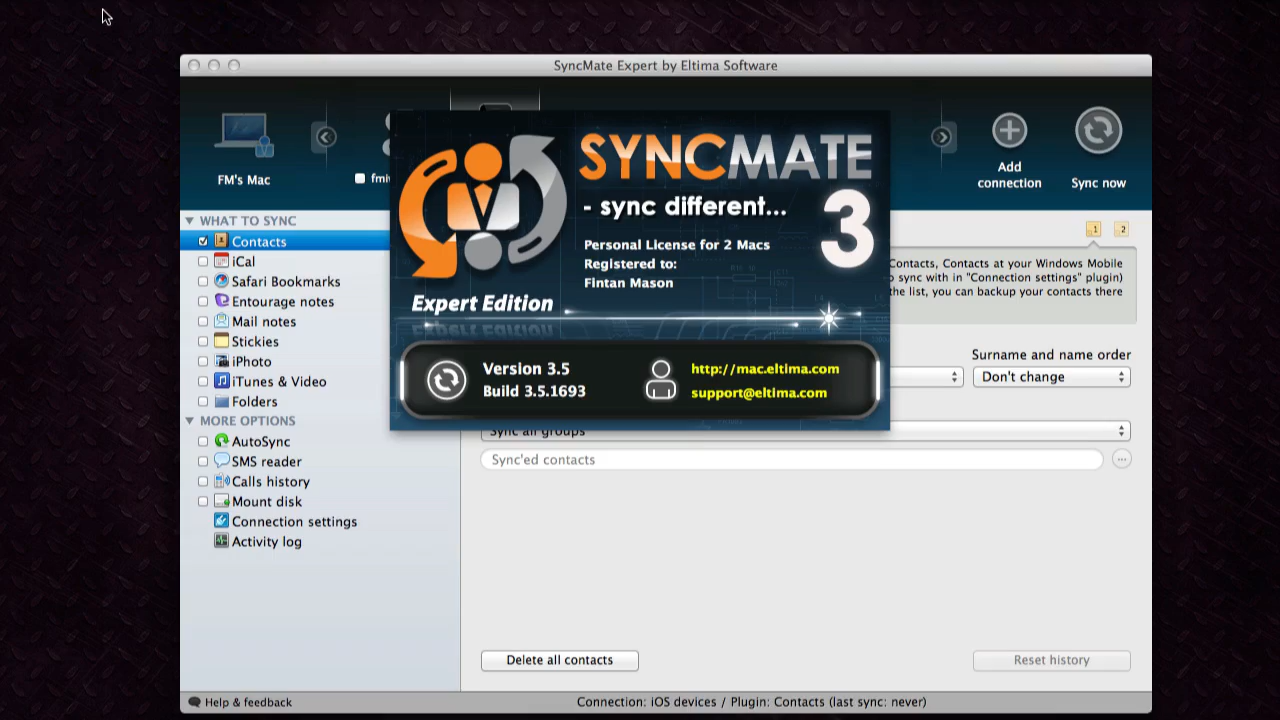 SyncMate Expert by Eltima Software
FM's Mac
Add
connection
Sync now
SYNCMATE
- sync different...
3
Personal License for 2 Macs
Registered to:
Fintan Mason
Expert Edition
Version 3.5
Build 3.5.1693
http://mac.eltima.com
support@eltima.com
WHAT TO SYNC
Contacts
iCal
Safari Bookmarks
Entourage notes
Mail notes
Stickies
iPhoto
iTunes & Video
Folders
MORE OPTIONS
AutoSync
SMS reader
Calls history
Mount disk
Connection settings
Activity log
1 2
Contacts, Contacts at your Windows Mobile
sync with in "Connection settings" plugin)
the list, you can backup your contacts there
Surname and name order
Don't change
Sync all groups
Sync'ed contacts
Delete all contacts
Reset history
Help & feedback
Connection: iOS devices / Plugin: Contacts (last sync: never)